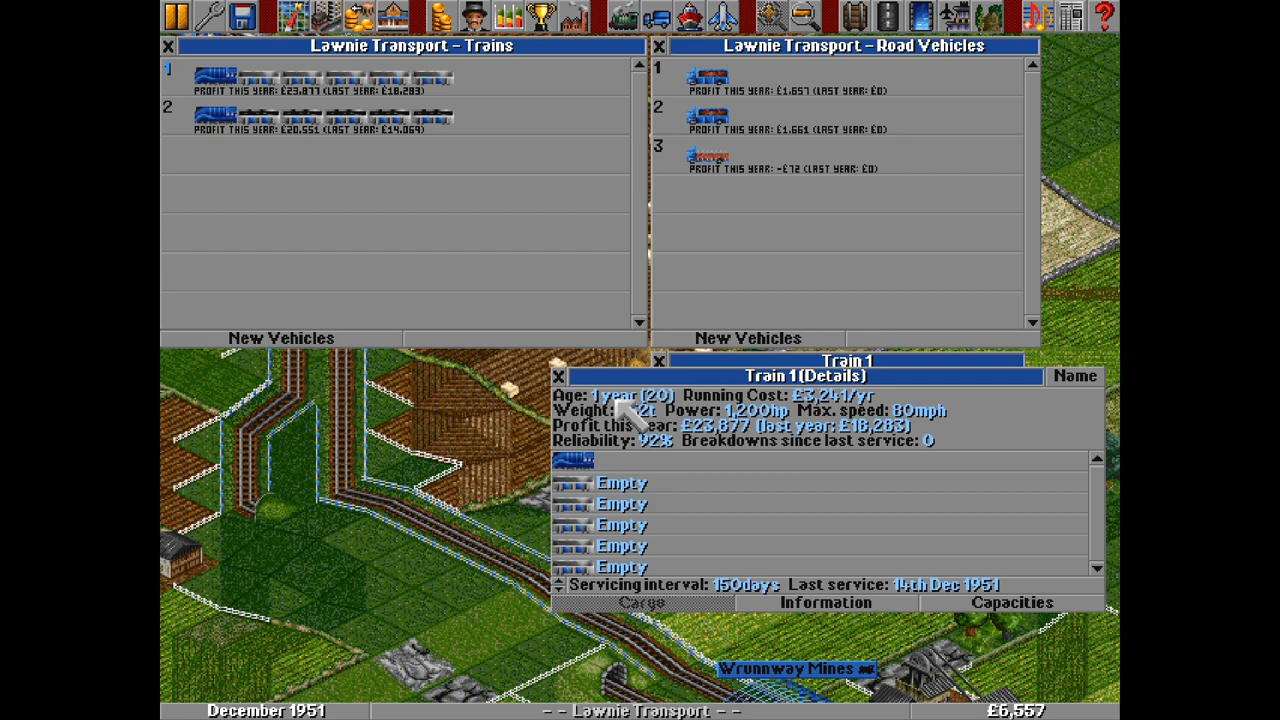 Lawnie Transport - Trains
Lawnie Transport - Road Vehicles
1
PROFIT THIS YEAR: £23,877 (LAST YEAR: £18,283)
2
PROFIT THIS YEAR: £20,551 (LAST YEAR: £14,069)
1
PROFIT THIS YEAR: £1,657 (LAST YEAR: £0)
2
PROFIT THIS YEAR: £1,661 (LAST YEAR: £0)
3
PROFIT THIS YEAR: -£72 (LAST YEAR: £0)
New Vehicles
New Vehicles
Train 1
Train 1 (Details)
Name
Age: 1 year (20) Running Cost: £3,241/yr
Weight: 2t Power: 1,200hp Max. speed: 80mph
Profit this year: £23,877 (last year: £18,283)
Reliability: 92% Breakdowns since last service: 0
Empty
Empty
Empty
Empty
Empty
Servicing interval: 150days Last service: 14th Dec 1951
Cargo
Information
Capacities
Wrunnway Mines
December 1951
- - Lawnie Transport - -
£6,557